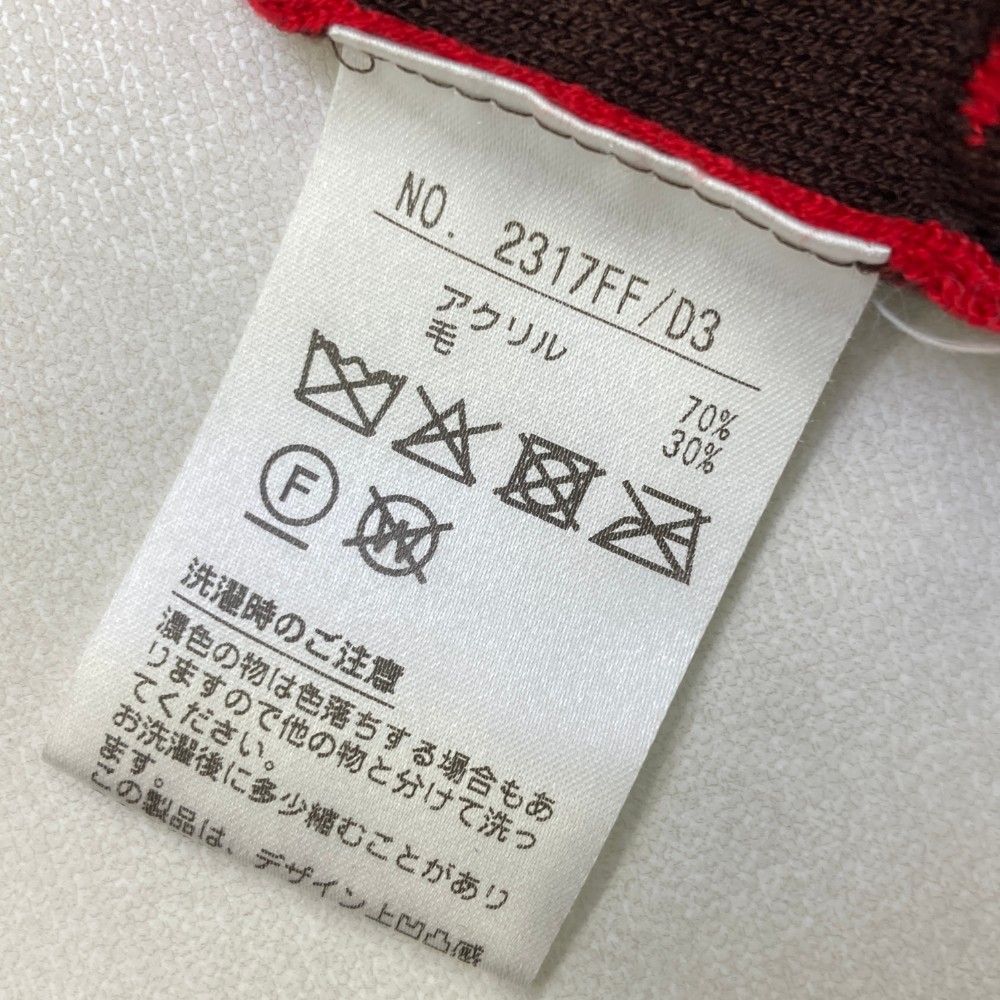 NO. 2317FF/D3
アクリル 70%
毛 30%
F
W
洗濯時のご注意
濃色の物は色落ちする場合もあ
りますので他の物と分けて洗っ
てください。
お洗濯後に多少縮むことがあり
ます。
この製品は、デザイン上凹凸感